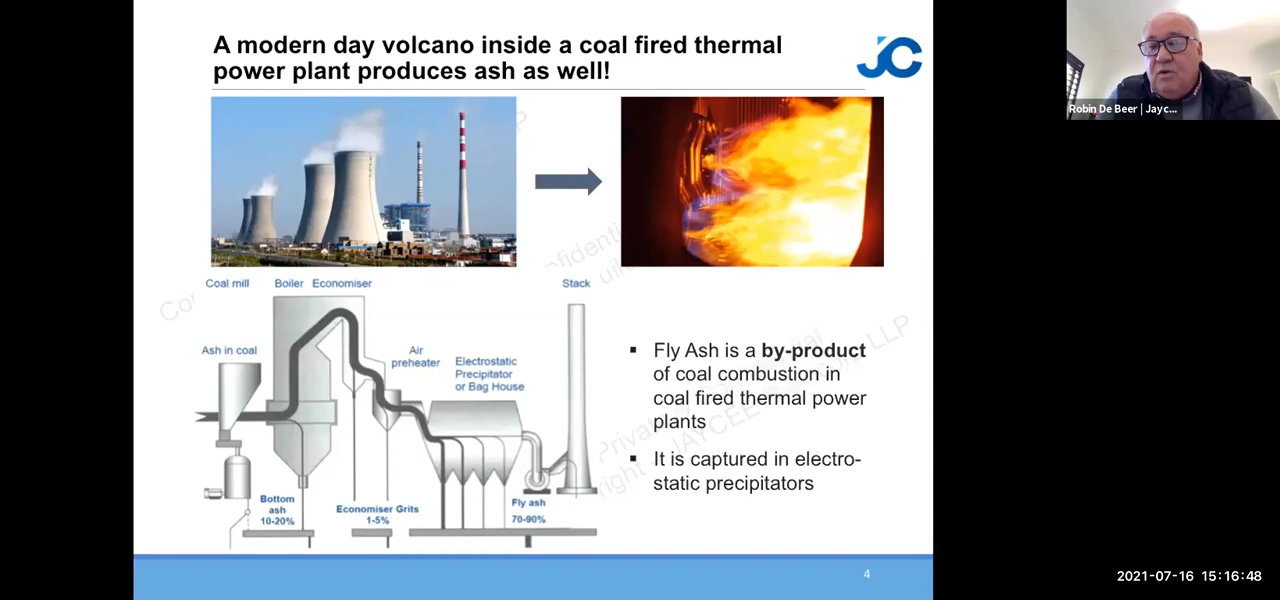 A modern day volcano inside a coal fired thermal
power plant produces ash as well!
JC
Robin De Beer | Jayc...
Coal mill
Boiler
Economiser
Stack
Ash in coal
Air
preheater
Electrostatic
Precipitator
or Bag House
Bottom
ash
10-20%
Economiser Grits
1-5%
Fly ash
70-90%
▪ Fly Ash is a by-product
of coal combustion in
coal fired thermal power
plants
▪ It is captured in electro-
static precipitators
JAYCEE
LLP
4
2021-07-16 15:16:48